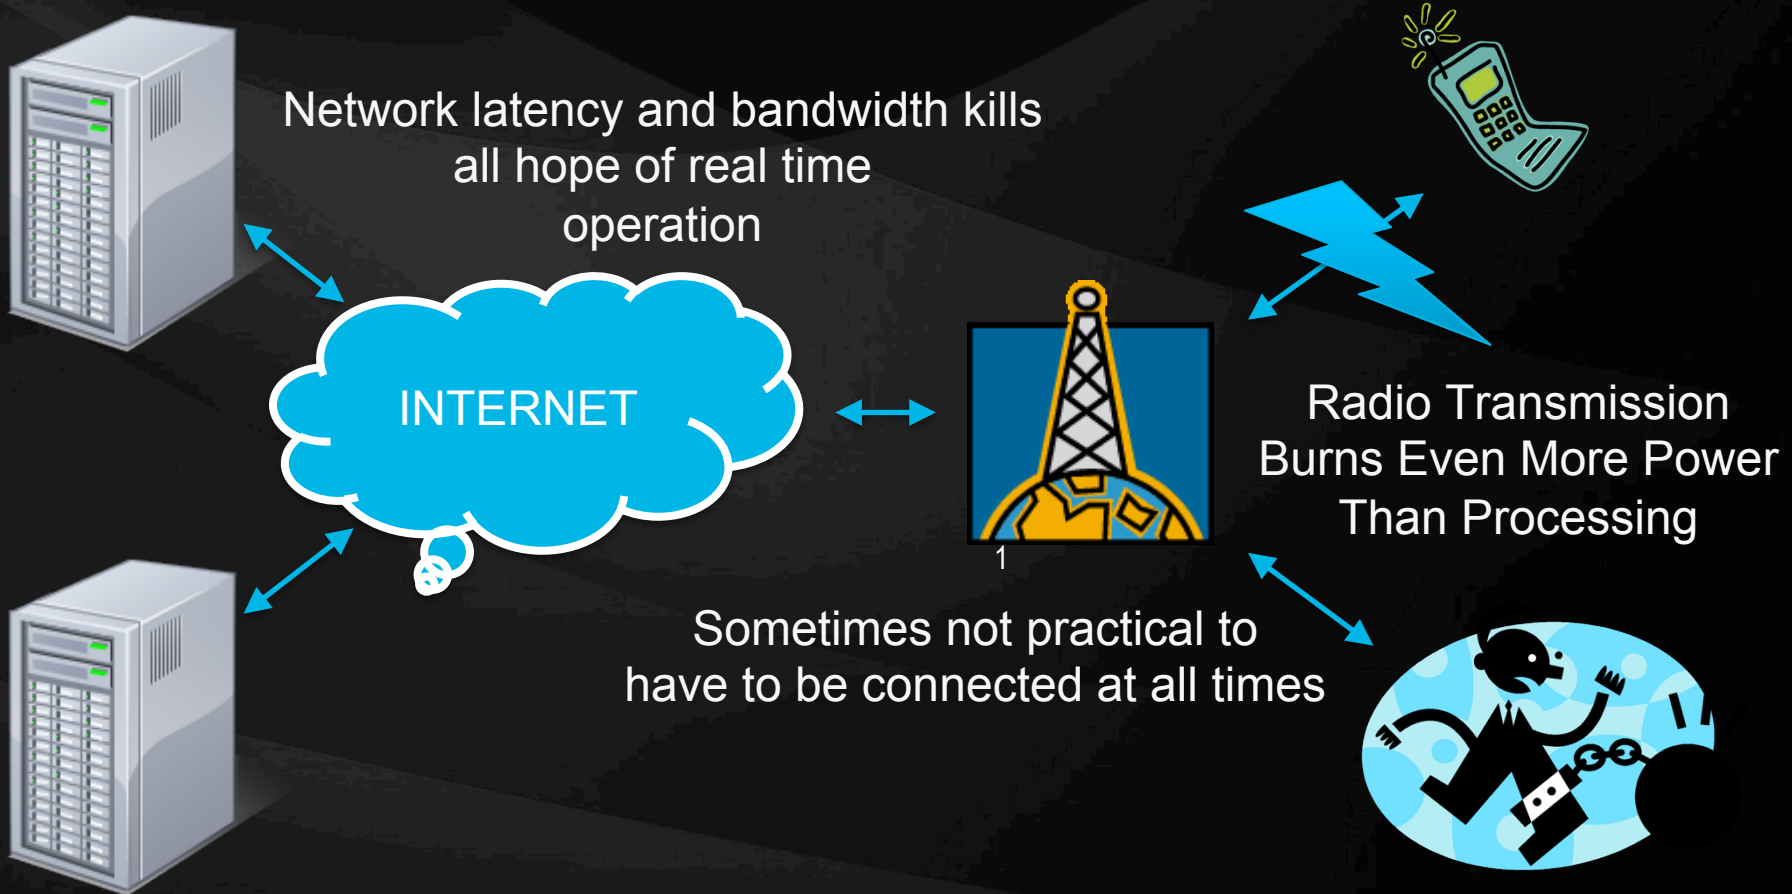 Network latency and bandwidth kills
all hope of real time
operation
INTERNET
Radio Transmission
Burns Even More Power
Than Processing
1
Sometimes not practical to
have to be connected at all times